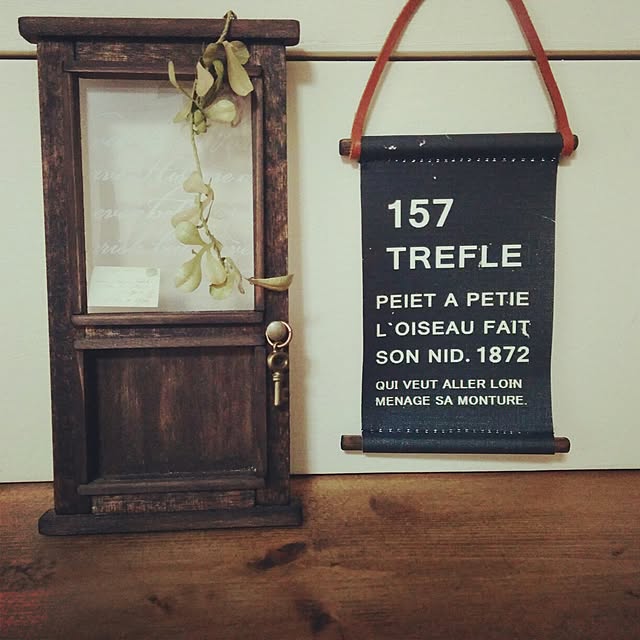 157
TREFLE
PEIET A PETIE
L'OISEAU FAIT
SON NID. 1872
QUI VEUT ALLER LOIN
MENAGE SA MONTURE.